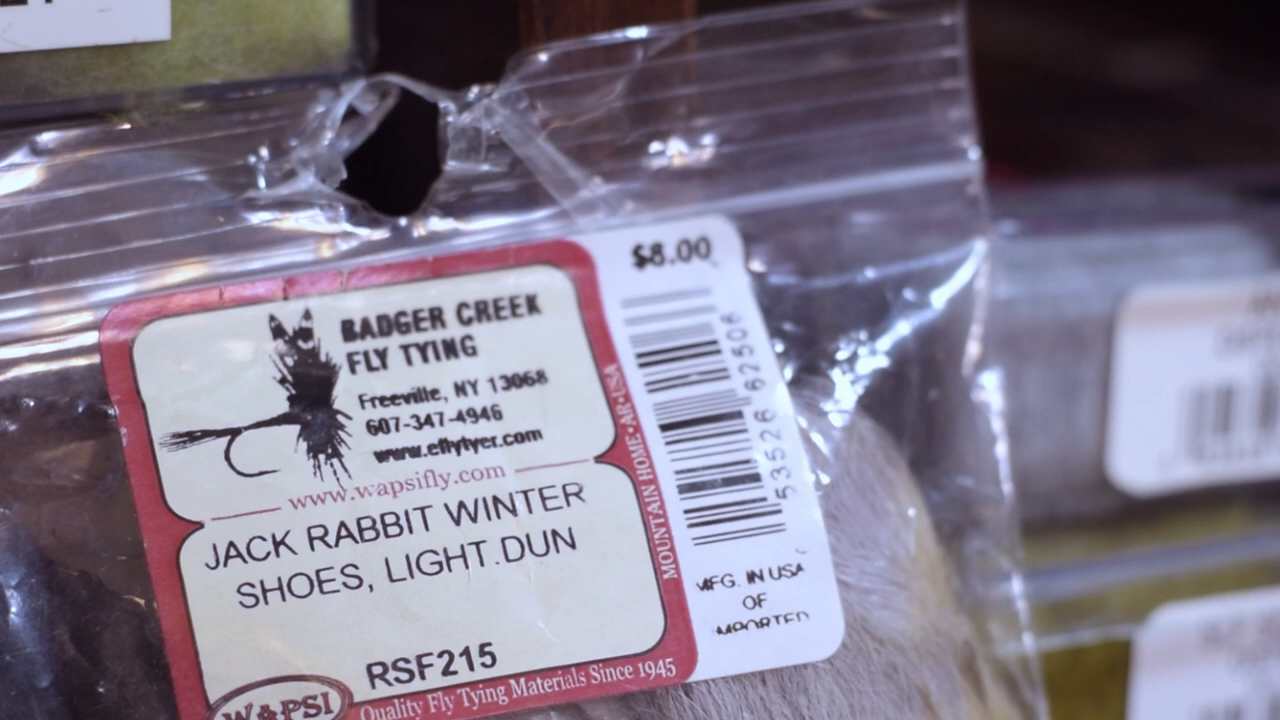 $8.00
BADGER CREEK
FLY TYING
Freeville, NY 13068
607-347-4946
www.eflytyer.com
www.wapsifly.com
JACK RABBIT WINTER
SHOES, LIGHT.DUN
RSF215
WAPSI
Quality Fly Tying Materials Since 1945
MOUNTAIN HOME•AR•USA
53526 62506
MFG. IN USA
OF
IMPORTED